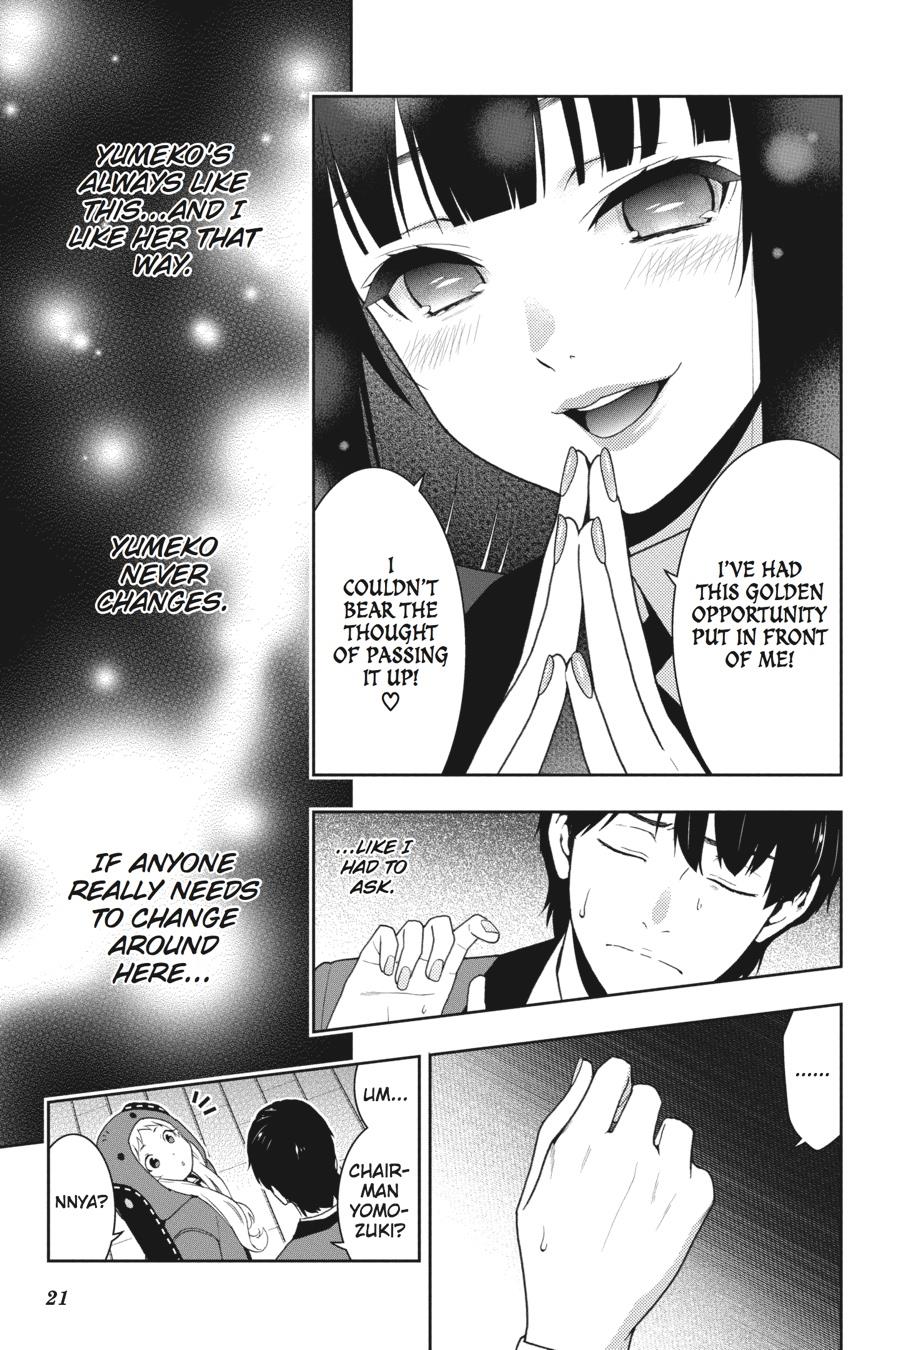 I'VE HAD
THIS GOLDEN
OPPORTUNITY
PUT IN FRONT
OF ME!
I
COULDN'T
BEAR THE
THOUGHT
OF PASSING
IT UP!
♡
YUMEKO'S
ALWAYS LIKE
THIS...AND I
LIKE HER THAT
WAY.
YUMEKO
NEVER
CHANGES.
...LIKE I
HAD TO
ASK.
IF ANYONE
REALLY NEEDS
TO CHANGE
AROUND
HERE...
......
UM...
CHAIR-
MAN
YOMO-
ZUKI?
NNYA?
21